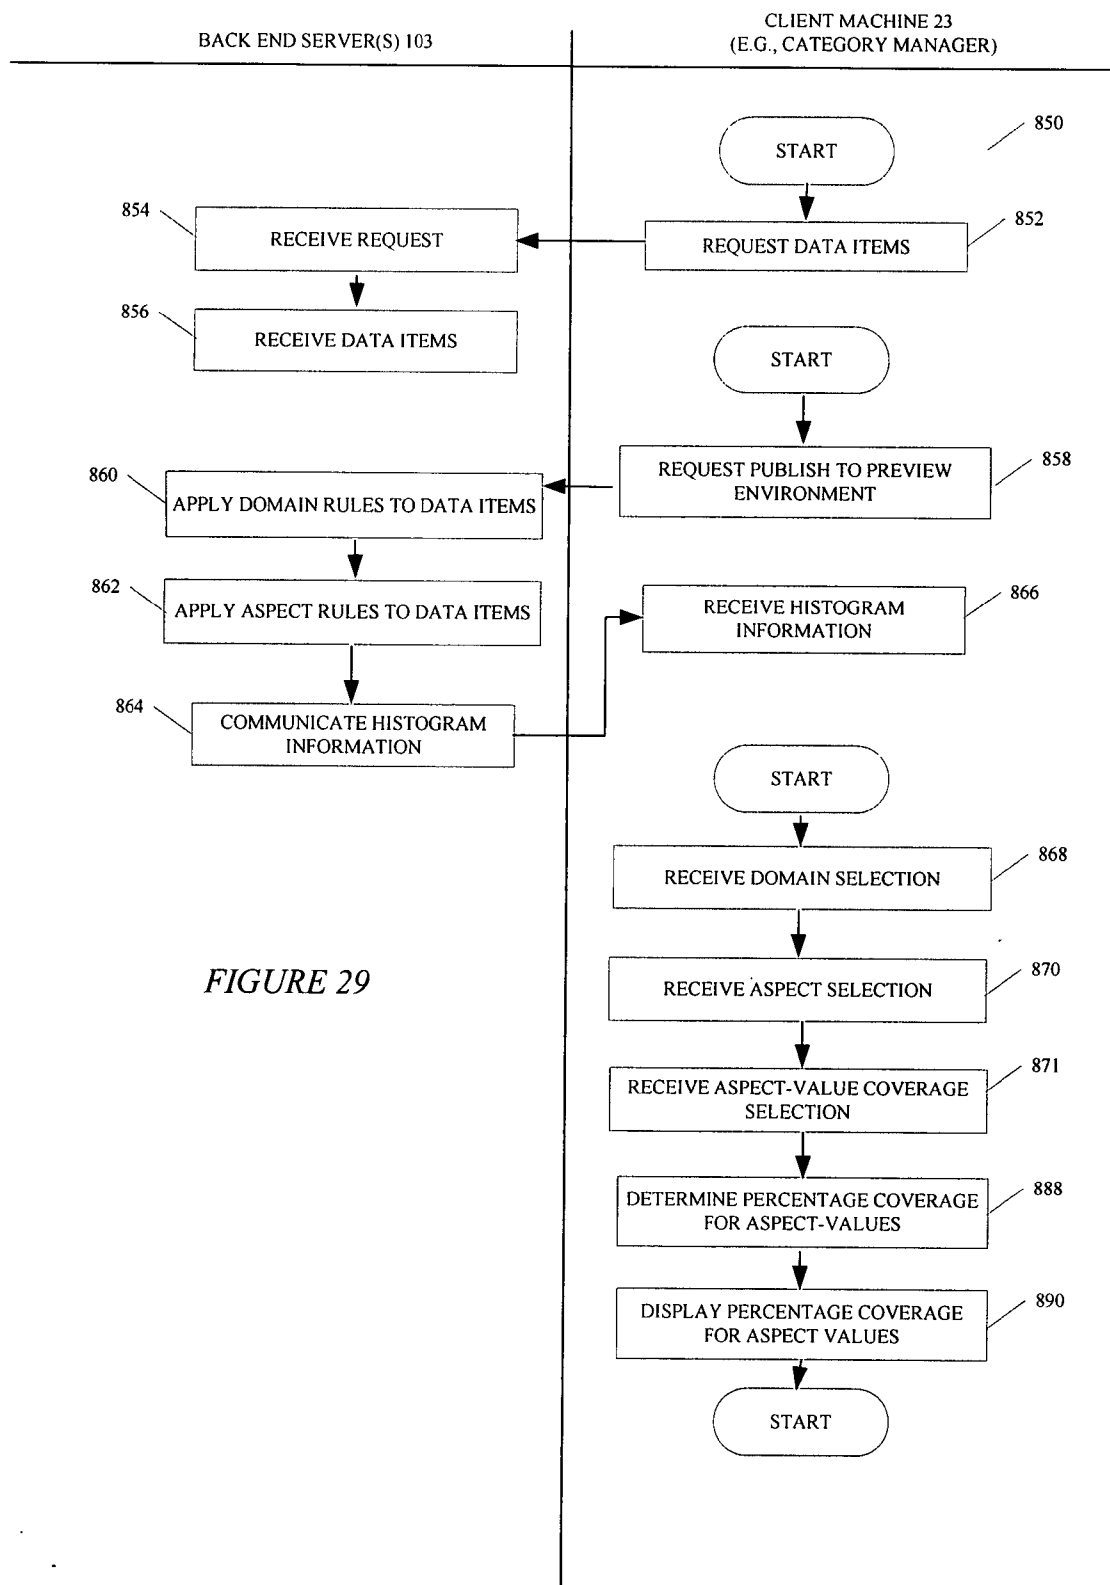 BACK END SERVER(S) 103
CLIENT MACHINE 23
(E.G., CATEGORY MANAGER)
START
850
854
RECEIVE REQUEST
REQUEST DATA ITEMS
852
856
RECEIVE DATA ITEMS
START
860
APPLY DOMAIN RULES TO DATA ITEMS
REQUEST PUBLISH TO PREVIEW
ENVIRONMENT
858
862
APPLY ASPECT RULES TO DATA ITEMS
RECEIVE HISTOGRAM
INFORMATION
866
864
COMMUNICATE HISTOGRAM
INFORMATION
START
RECEIVE DOMAIN SELECTION
868
FIGURE 29
RECEIVE ASPECT SELECTION
870
RECEIVE ASPECT-VALUE COVERAGE
SELECTION
871
DETERMINE PERCENTAGE COVERAGE
FOR ASPECT-VALUES
888
DISPLAY PERCENTAGE COVERAGE
FOR ASPECT VALUES
890
START